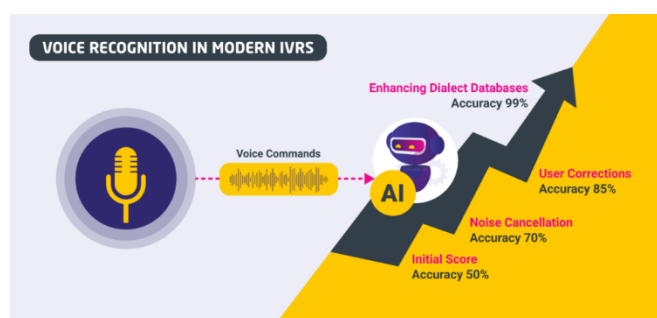 VOICE RECOGNITION IN MODERN IVRS
Voice Commands
AI
Enhancing Dialect Databases
Accuracy 99%
User Corrections
Accuracy 85%
Noise Cancellation
Accuracy 70%
Initial Score
Accuracy 50%